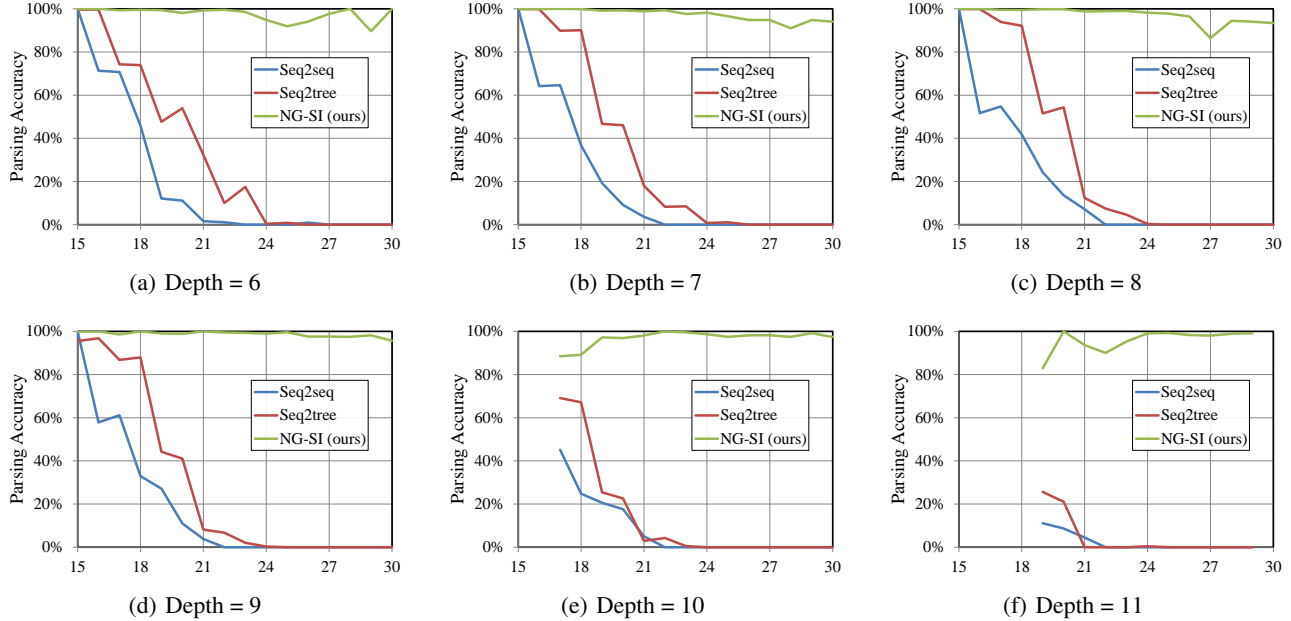 Parsing Accuracy
100%
80%
60%
40%
20%
0%
Seq2seq
Seq2tree
NG-SI (ours)
15 18 21 24 27 30
(a) Depth = 6
Parsing Accuracy
100%
80%
60%
40%
20%
0%
Seq2seq
Seq2tree
NG-SI (ours)
15 18 21 24 27 30
(b) Depth = 7
Parsing Accuracy
100%
80%
60%
40%
20%
0%
Seq2seq
Seq2tree
NG-SI (ours)
15 18 21 24 27 30
(c) Depth = 8
Parsing Accuracy
100%
80%
60%
40%
20%
0%
Seq2seq
Seq2tree
NG-SI (ours)
15 18 21 24 27 30
(d) Depth = 9
Parsing Accuracy
100%
80%
60%
40%
20%
0%
Seq2seq
Seq2tree
NG-SI (ours)
15 18 21 24 27 30
(e) Depth = 10
Parsing Accuracy
100%
80%
60%
40%
20%
0%
Seq2seq
Seq2tree
NG-SI (ours)
15 18 21 24 27 30
(f) Depth = 11